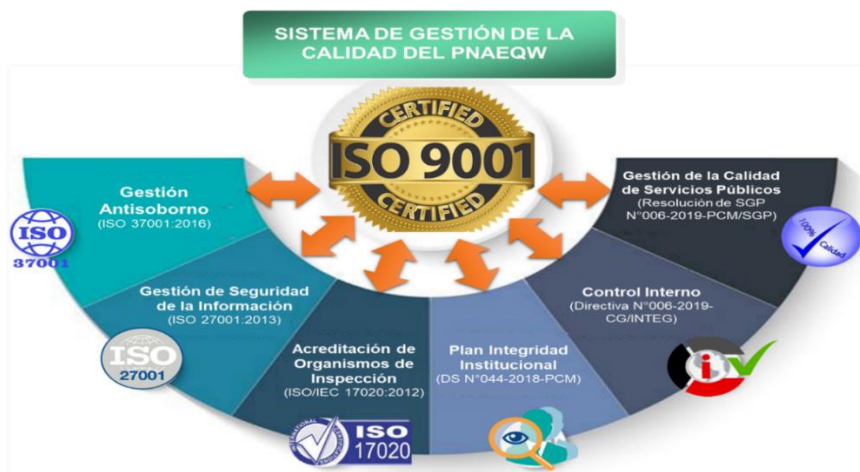 SISTEMA DE GESTIÓN DE LA
CALIDAD DEL PNAEQW
CERTIFIED
ISO 9001
CERTIFIED
Gestión
Antisoborno
(ISO 37001:2016)
ISO
37001
Gestión de Seguridad
de la Información
(ISO 27001:2013)
ISO
27001
Acreditación de
Organismos de
Inspección
(ISO/IEC 17020:2012)
ISO
17020
Plan Integridad
Institucional
(DS N°044-2018-PCM)
Control Interno
(Directiva N°006-2019-
CG/INTEG)
i
Gestión de la Calidad
de Servicios Públicos
(Resolución de SGP
N°006-2019-PCM/SGP)
100%
Calidad